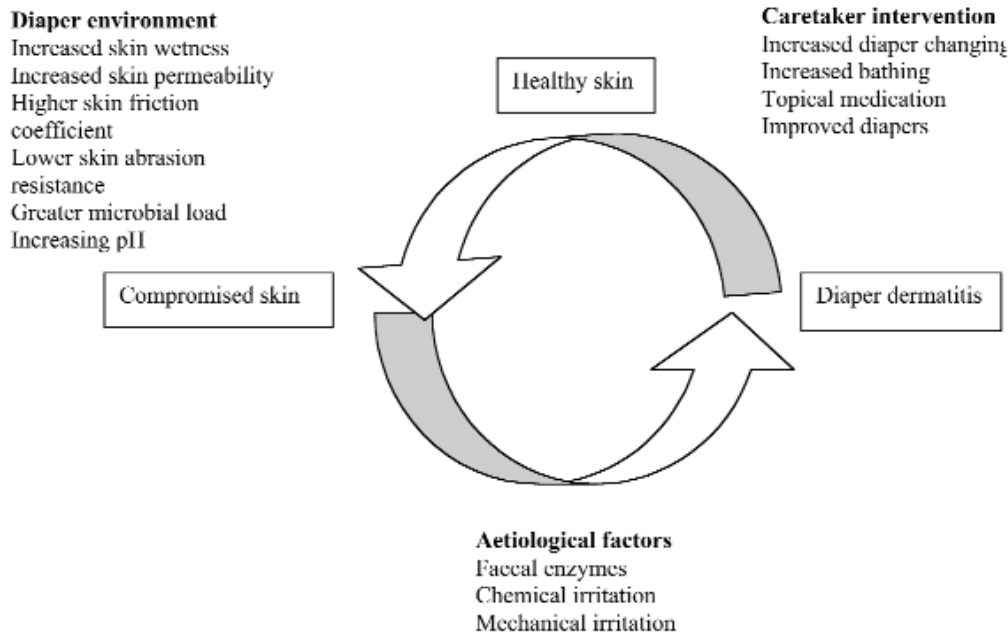 Diaper environment
Increased skin wetness
Increased skin permeability
Higher skin friction
coefficient
Lower skin abrasion
resistance
Greater microbial load
Increasing pH
Caretaker intervention
Increased diaper changing
Increased bathing
Topical medication
Improved diapers
Healthy skin
Compromised skin
Diaper dermatitis
Aetiological factors
Faecal enzymes
Chemical irritation
Mechanical irritation